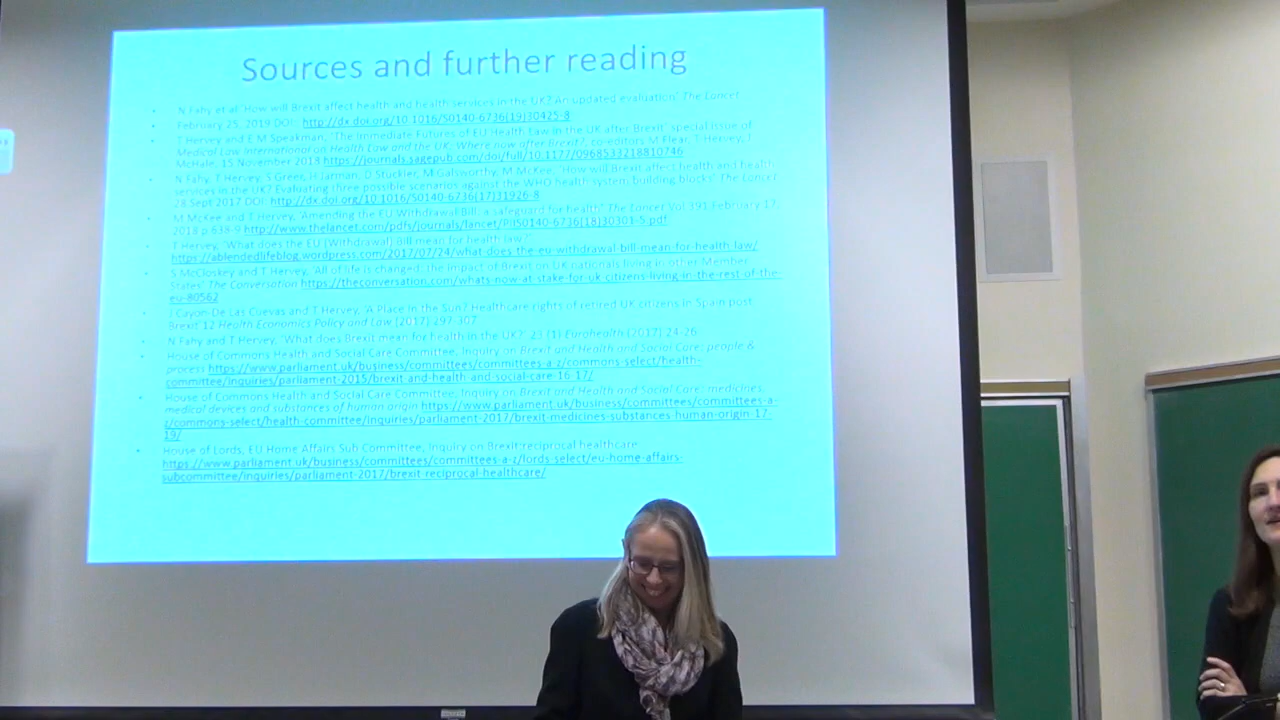 Sources and further reading
• N Fahy et al 'How will Brexit affect health and health services in the UK? An updated evaluation' The Lancet
• February 25, 2019 DOI: http://dx.doi.org/10.1016/S0140-6736(19)30425-8
• T Hervey and E M Speakman, 'The Immediate Futures of EU Health Law in the UK after Brexit' special issue of
Medical Law International on Health Law and the UK: Where now after Brexit?, co-editors M Flear, T Hervey, J
McHale, 15 November 2018 https://journals.sagepub.com/doi/full/10.1177/0968533218810746
• N Fahy, T Hervey, S Greer, H Jarman, D Stuckler, M Galsworthy, M McKee, 'How will Brexit affect health and health
services in the UK? Evaluating three possible scenarios against the WHO health system building blocks' The Lancet
28 Sept 2017 DOI: http://dx.doi.org/10.1016/S0140-6736(17)31926-8
• M McKee and T Hervey, 'Amending the EU Withdrawal Bill: a safeguard for health' The Lancet Vol 391 February 17,
2018 p 638-9 http://www.thelancet.com/pdfs/journals/lancet/PIIS0140-6736(18)30301-5.pdf
• T Hervey, 'What does the EU (Withdrawal) Bill mean for health law
https://ablendedlifeblog.wordpress.com/2017/07/24/what-does-the-eu-withdrawal-bill-mean-for-health-law/
• S McCloskey and T Hervey, 'All of life is changed: the impact of Brexit on UK nationals living in other Member
States' The Conversation https://theconversation.com/whats-now-at-stake-for-uk-citizens-living-in-the-rest-of-the-
eu-80562
• J Cayon-De Las Cuevas and T Hervey, 'A Place in the Sun? Healthcare rights of retired UK citizens in Spain post
Brexit' 12 Health Economics Policy and Law (2017) 297-307
• N Fahy and T Hervey, 'What does Brexit mean for health in the UK?' 23 (1) Eurohealth (2017) 24-26
• House of Commons Health and Social Care Committee, Inquiry on Brexit and Health and Social Care: people &
process https://www.parliament.uk/business/committees/committees-a-z/commons-select/health-
committee/inquiries/parliament-2015/brexit-and-health-and-social-care-16-17/
• House of Commons Health and Social Care Committee, Inquiry on Brexit and Health and Social Care: medicines,
medical devices and substances of human origin https://www.parliament.uk/business/committees/committees-a-
z/commons-select/health-committee/inquiries/parliament-2017/brexit-medicines-substances-human-origin-17-
19/
• House of Lords, EU Home Affairs Sub Committee, Inquiry on Brexit:reciprocal healthcare
https://www.parliament.uk/business/committees/committees-a-z/lords-select/eu-home-affairs-
subcommittee/inquiries/parliament-2017/brexit-reciprocal-healthcare/